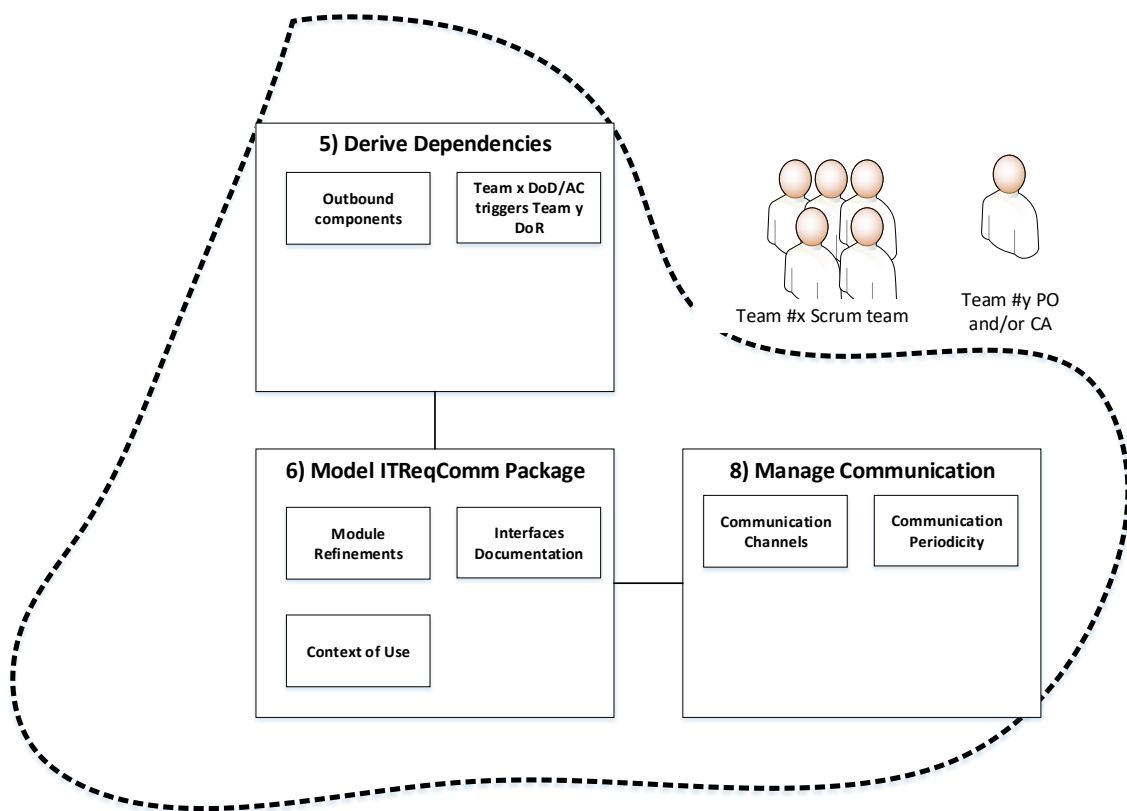 5) Derive Dependencies
Outbound
components
Team x DoD/AC
triggers Team y
DoR
Team #x Scrum team
Team #y PO
and/or CA
6) Model ITReqComm Package
Module
Refinements
Interfaces
Documentation
Context of Use
8) Manage Communication
Communication
Channels
Communication
Periodicity